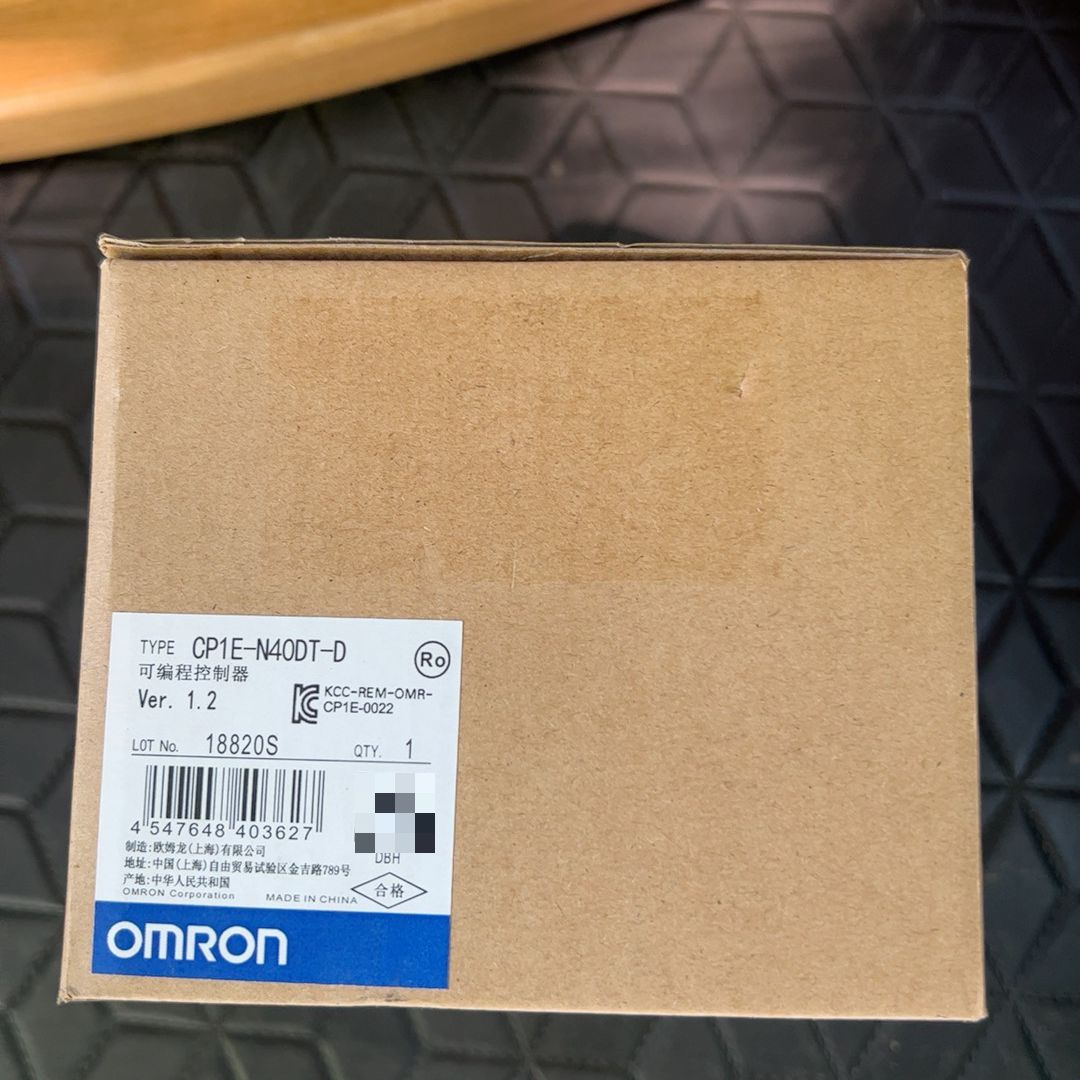 TYPE CP1E-N40DT-D
Ro
可编程控制器
Ver. 1.2
KCC-REM-OMR-
CP1E-0022
LOT No. 18820S QTY. 1
4 547648 403627
DBH
制造:欧姆龙(上海)有限公司
地址:中国(上海)自由贸易试验区金吉路789号
产地:中华人民共和国
合格
OMRON Corporation MADE IN CHINA
OMRON